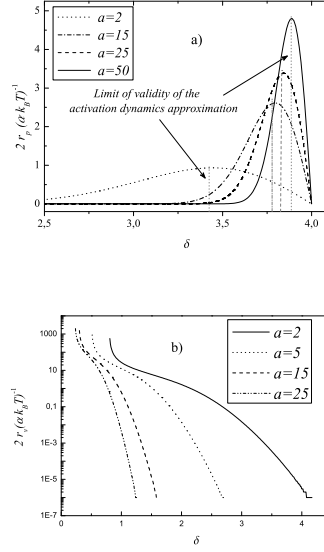 a=2
a=15
a=25
a=50
a)
Limit of validity of the
activation dynamics approximation
2 r_p (α k_B T)^-1
5
4
3
2
1
0
2,5 3,0 3,5 4,0
δ
b)
a=2
a=5
a=15
a=25
2 r_v (α k_B T)^-1
1000
10
0,1
1E-3
1E-5
1E-7
0 1 2 3 4
δ